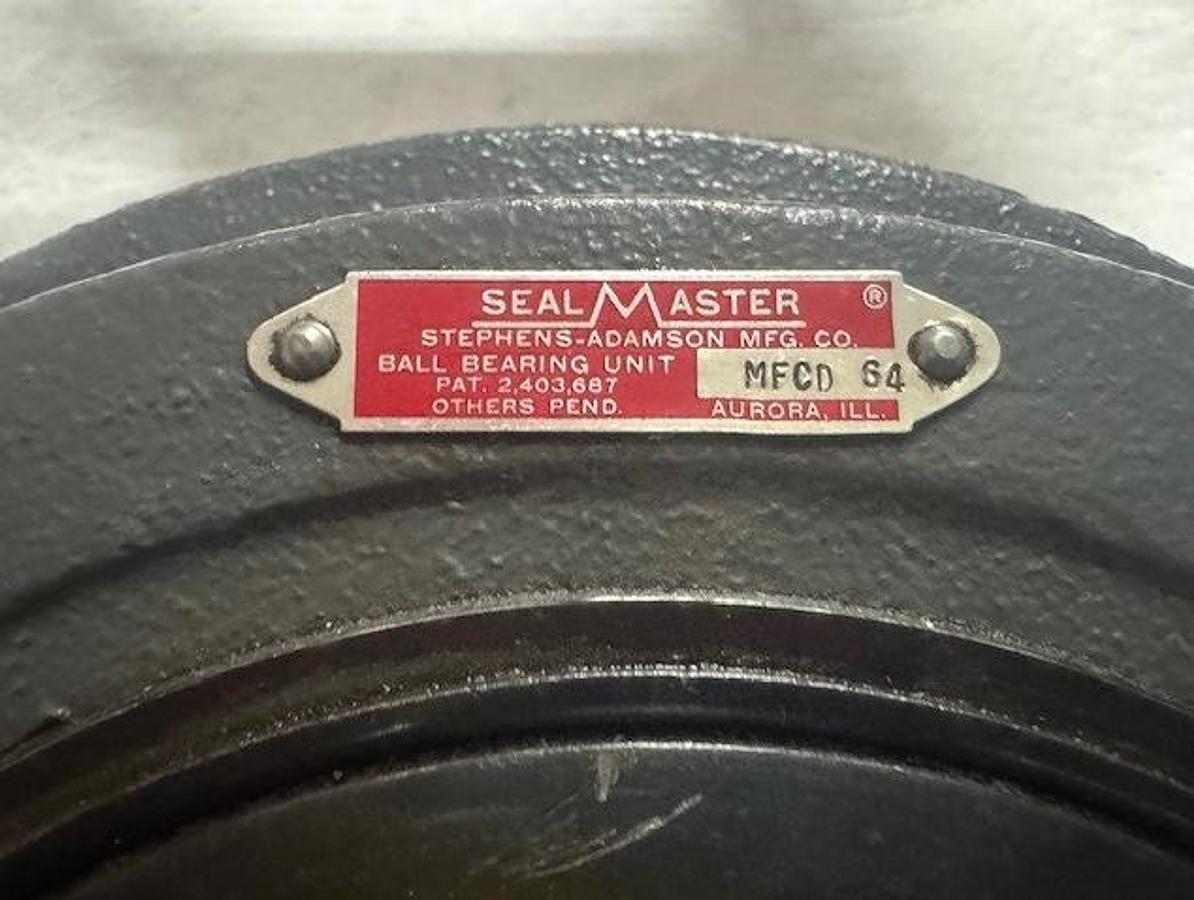 SEALMASTER ®
STEPHENS-ADAMSON MFG. CO.
BALL BEARING UNIT MFCD 64
PAT. 2,403,687
OTHERS PEND. AURORA, ILL.